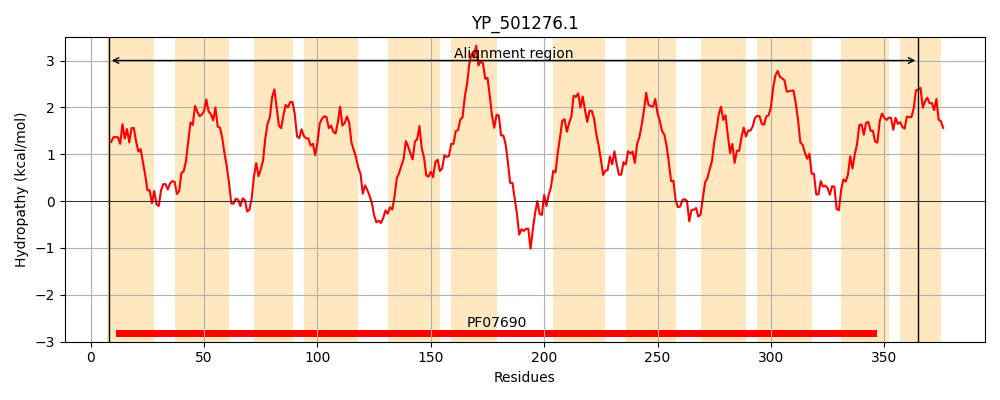 YP_501276.1
Alignment region
Hydropathy (kcal/mol)
3
2
1
0
−1
−2
−3
PF07690
0 50 100 150 200 250 300 350
Residues